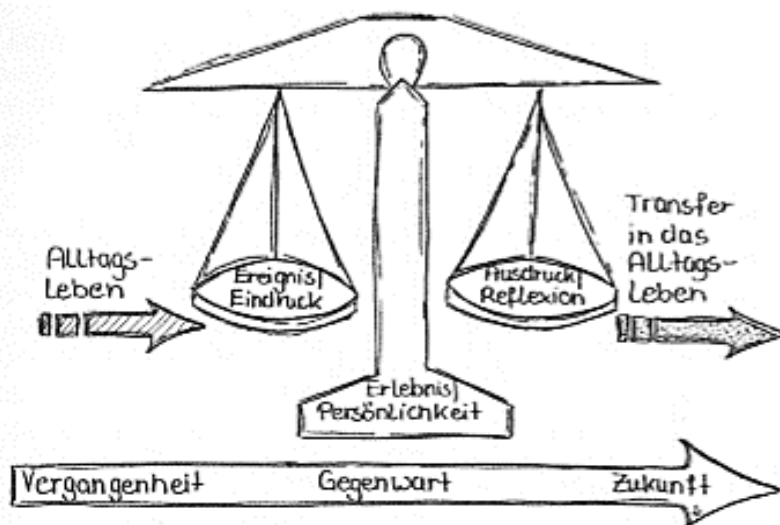 Alltags-
Leben
Ereignis/
Eindruck
Ausdruck/
Reflexion
Transfer
in das
Alltags-
Leben
Erlebnis/
Persönlichkeit
Vergangenheit Gegenwart Zukunft